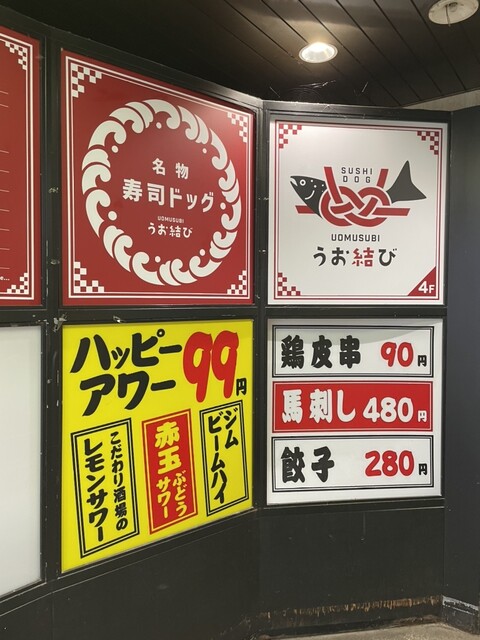 名物
寿司ドッグ
UOMUSUBI
うお結び
SUSHI
DOG
UOMUSUBI
うお結び
4F
ハッピー
アワー
99円
ジム
ビームハイ
赤玉
ぶどう
サワー
こだわり酒場の
レモンサワー
鶏皮串 90円
馬刺し 480円
餃子 280円